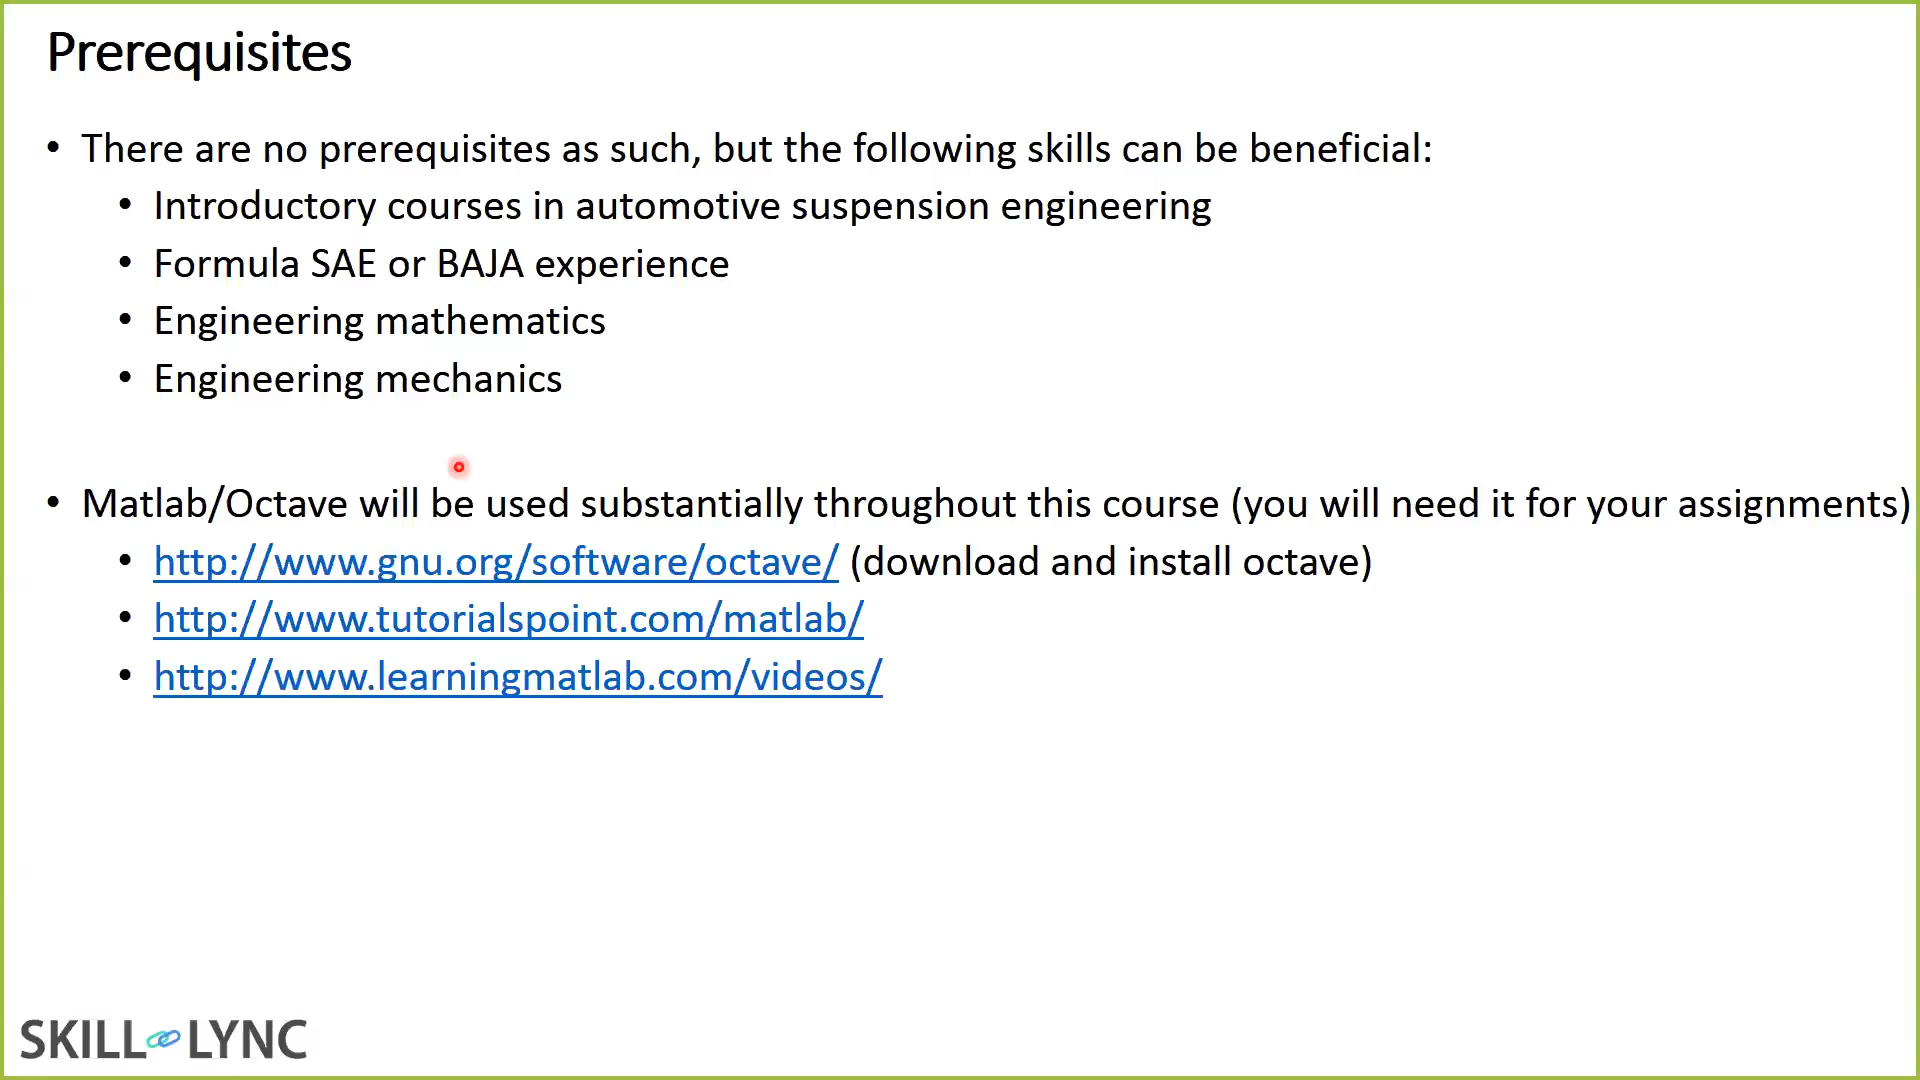 Prerequisites
• There are no prerequisites as such, but the following skills can be beneficial:
• Introductory courses in automotive suspension engineering
• Formula SAE or BAJA experience
• Engineering mathematics
• Engineering mechanics
• Matlab/Octave will be used substantially throughout this course (you will need it for your assignments)
• http://www.gnu.org/software/octave/ (download and install octave)
• http://www.tutorialspoint.com/matlab/
• http://www.learningmatlab.com/videos/
SKILL LYNC